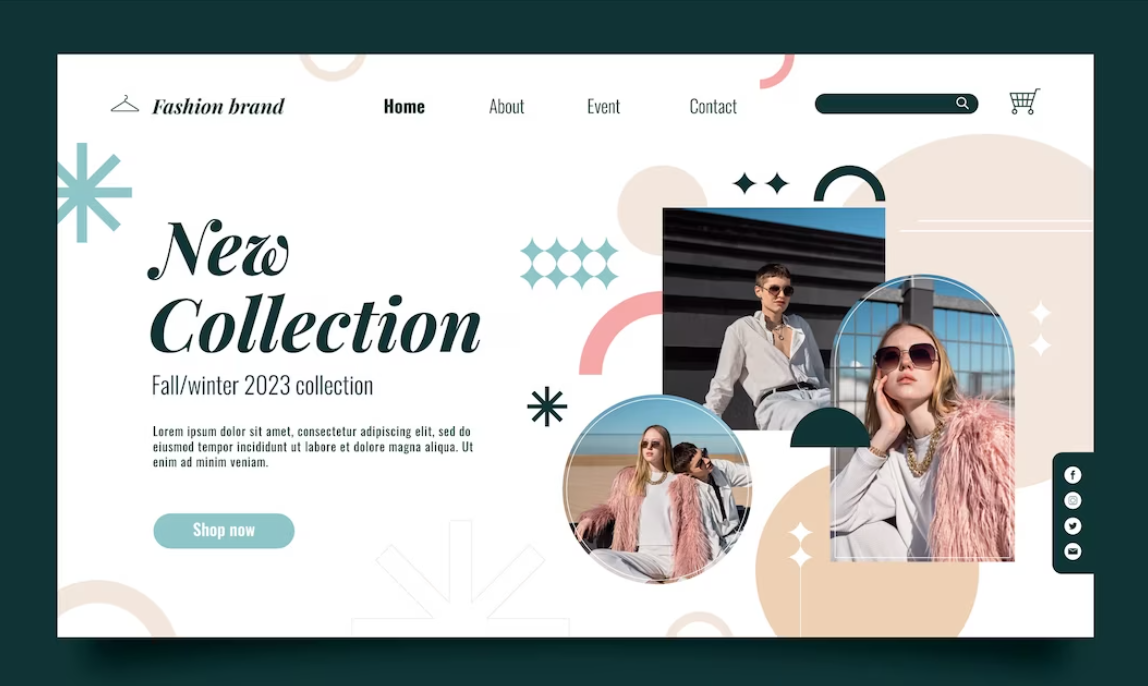 Fashion brand
Home
About
Event
Contact
New
Collection
Fall/winter 2023 collection
Lorem ipsum dolor sit amet, consectetur adipiscing elit, sed do
eiusmod tempor incididunt ut labore et dolore magna aliqua. Ut
enim ad minim veniam.
Shop now